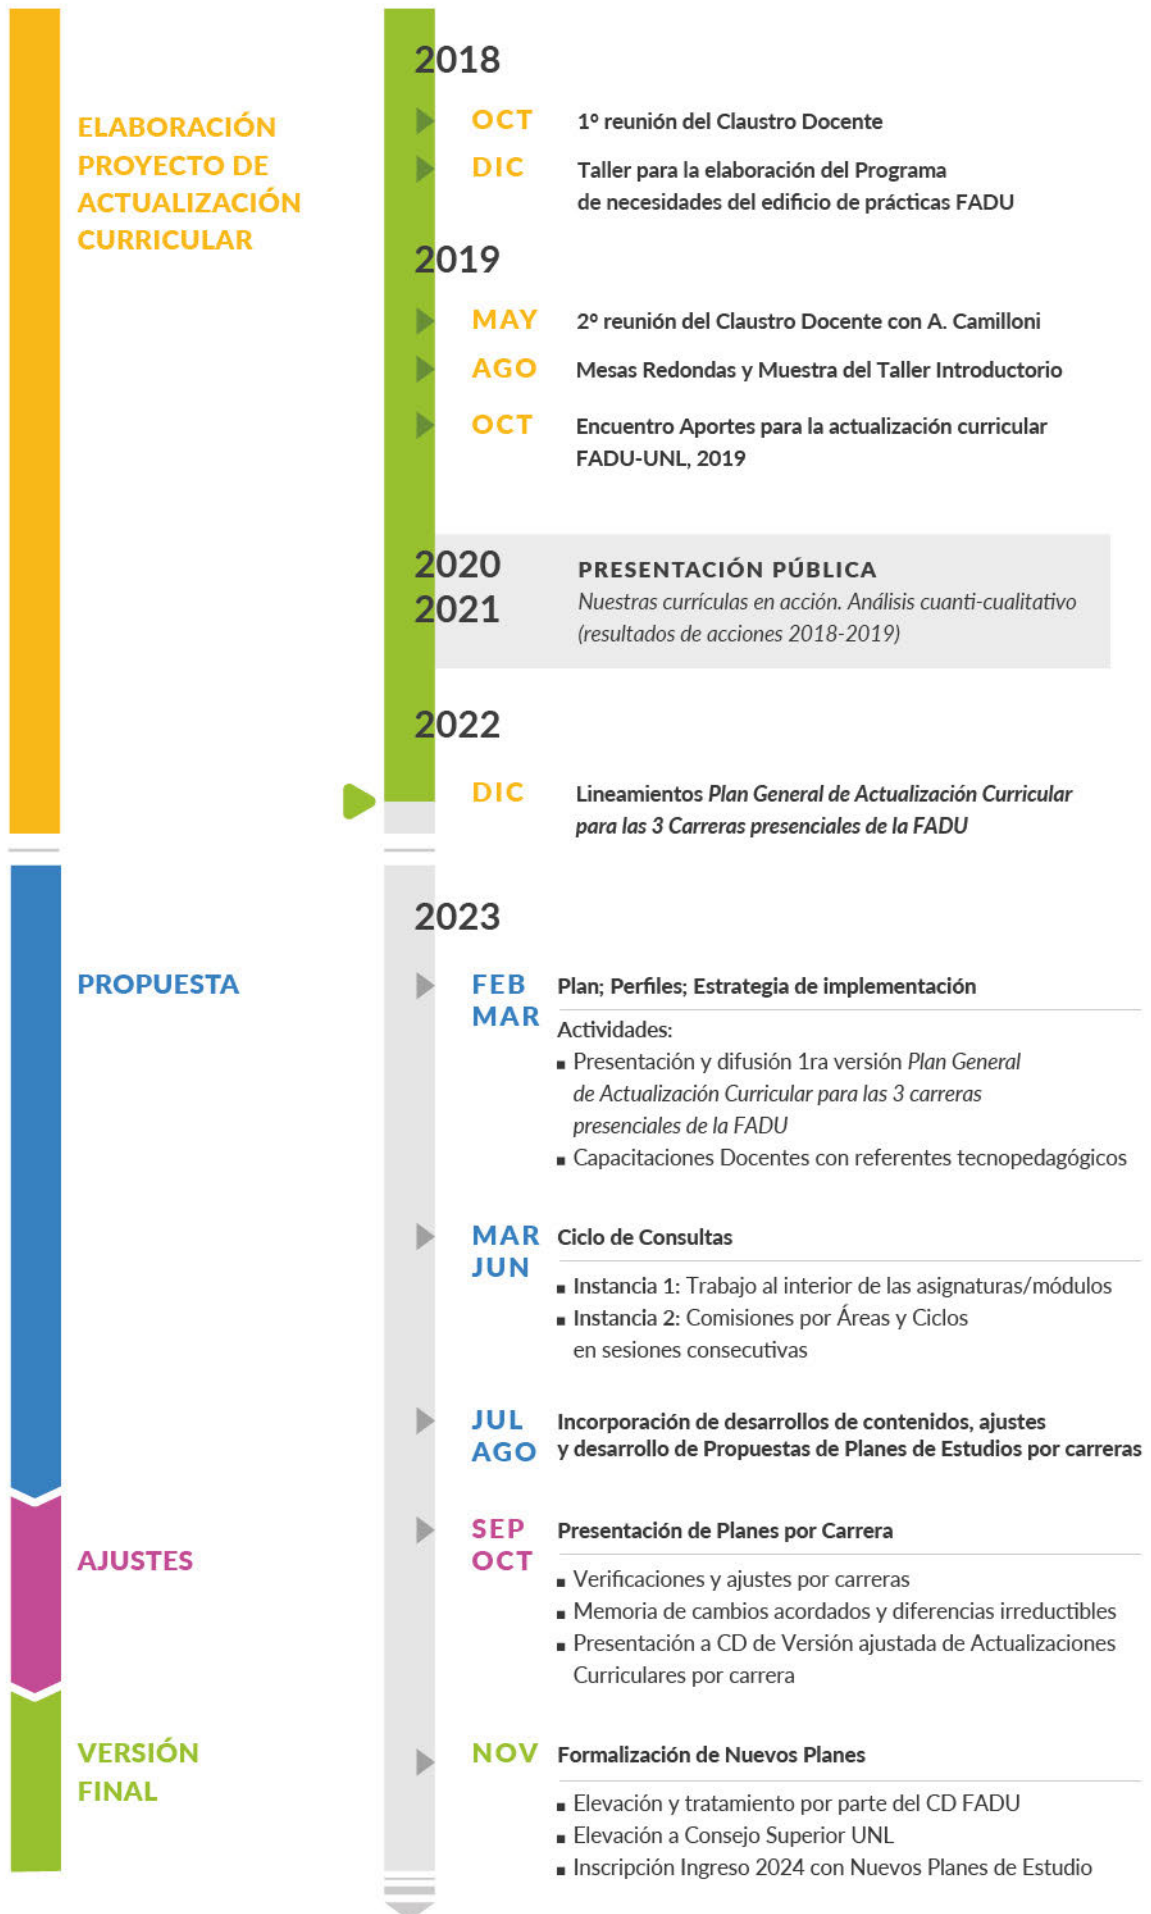 2018
ELABORACIÓN
PROYECTO DE
ACTUALIZACIÓN
CURRICULAR
OCT 1º reunión del Claustro Docente
DIC Taller para la elaboración del Programa
de necesidades del edificio de prácticas FADU
2019
MAY 2º reunión del Claustro Docente con A. Camilloni
AGO Mesas Redondas y Muestra del Taller Introductorio
OCT Encuentro Aportes para la actualización curricular
FADU-UNL, 2019
2020
2021
PRESENTACIÓN PÚBLICA
Nuestras currículas en acción. Análisis cuanti-cualitativo
(resultados de acciones 2018-2019)
2022
DIC Lineamientos Plan General de Actualización Curricular
para las 3 Carreras presenciales de la FADU
2023
PROPUESTA
FEB
MAR
Plan; Perfiles; Estrategia de implementación
Actividades:
▪ Presentación y difusión 1ra versión Plan General
de Actualización Curricular para las 3 carreras
presenciales de la FADU
▪ Capacitaciones Docentes con referentes tecnopedagógicos
MAR
JUN
Ciclo de Consultas
▪ Instancia 1: Trabajo al interior de las asignaturas/módulos
▪ Instancia 2: Comisiones por Áreas y Ciclos
en sesiones consecutivas
JUL
AGO
Incorporación de desarrollos de contenidos, ajustes
y desarrollo de Propuestas de Planes de Estudios por carreras
AJUSTES
SEP
OCT
Presentación de Planes por Carrera
▪ Verificaciones y ajustes por carreras
▪ Memoria de cambios acordados y diferencias irreductibles
▪ Presentación a CD de Versión ajustada de Actualizaciones
Curriculares por carrera
VERSIÓN
FINAL
NOV Formalización de Nuevos Planes
▪ Elevación y tratamiento por parte del CD FADU
▪ Elevación a Consejo Superior UNL
▪ Inscripción Ingreso 2024 con Nuevos Planes de Estudio